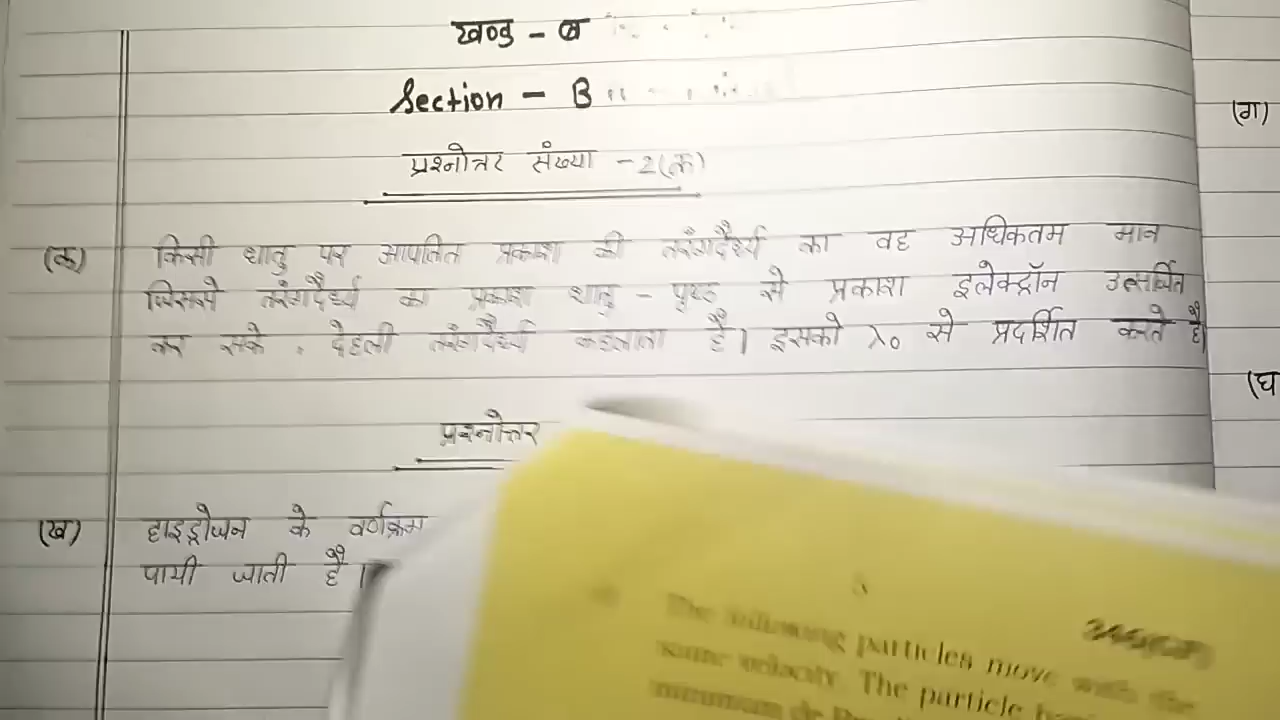 खण्ड - ब
Section - B
प्रश्नोत्तर संख्या - 2(क)
(ग)
(क) किसी धातु पर आपतित प्रकाश की तरंगदैर्ध्य का वह अधिकतम मान
जिससे तरंगदैर्ध्य का प्रकाश धातु - पृष्ठ से प्रकाश इलेक्ट्रॉन उत्सर्जित
कर सके, देहली तरंगदैर्ध्य कहलाता है। इसको λ० से प्रदर्शित करते है।
(घ
प्रश्नोत्तर
(ख) हाइड्रोजन के वर्णक्रम
पायी जाती है।
The following particles move with the
same velocity. The particle
minimum de